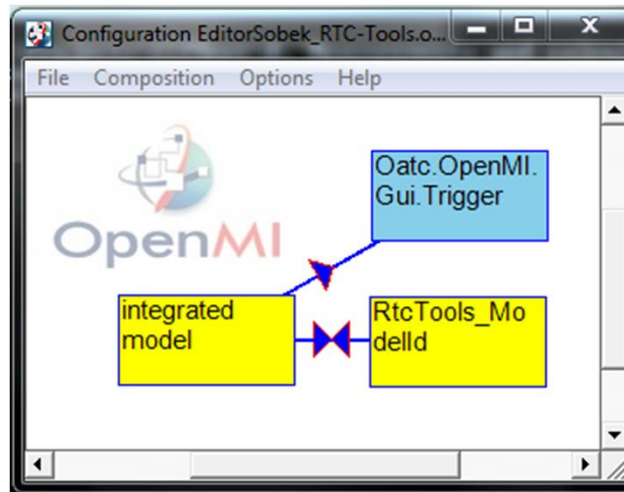 Configuration EditorSobek_RTC-Tools.o...
File Composition Options Help
Oatc.OpenMI.
Gui.Trigger
OpenMI
integrated
model
RtcTools_Mo
delId